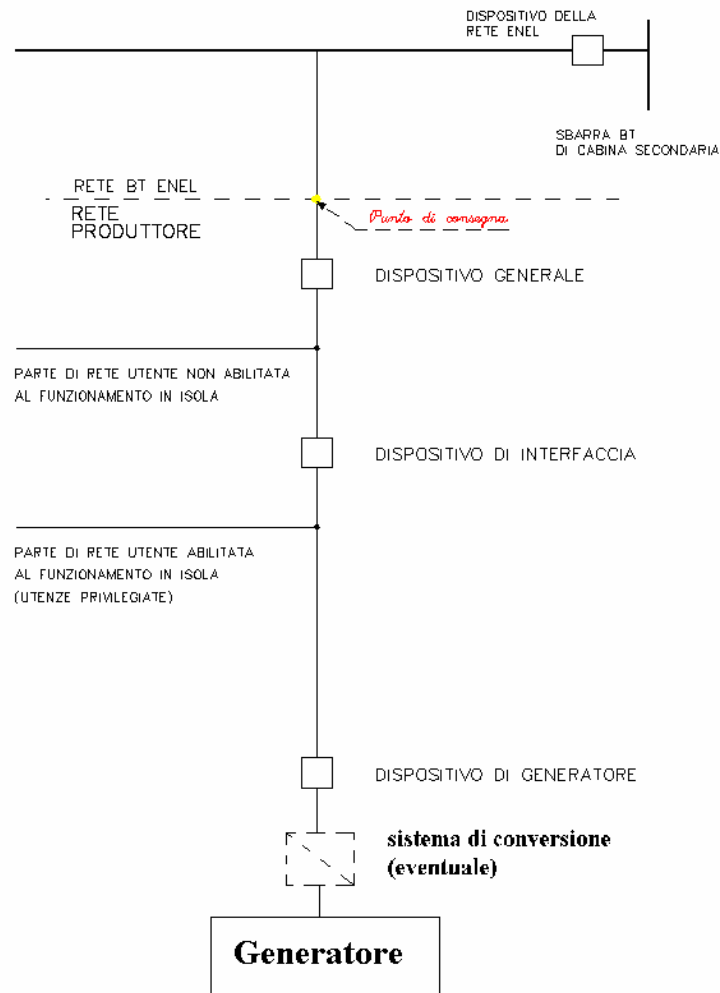 DISPOSITIVO DELLA
RETE ENEL
SBARRA BT
DI CABINA SECONDARIA
RETE BT ENEL
RETE
PRODUTTORE
Punto di consegna
DISPOSITIVO GENERALE
PARTE DI RETE UTENTE NON ABILITATA
AL FUNZIONAMENTO IN ISOLA
DISPOSITIVO DI INTERFACCIA
PARTE DI RETE UTENTE ABILITATA
AL FUNZIONAMENTO IN ISOLA
(UTENZE PRIVILEGIATE)
DISPOSITIVO DI GENERATORE
sistema di conversione
(eventuale)
Generatore